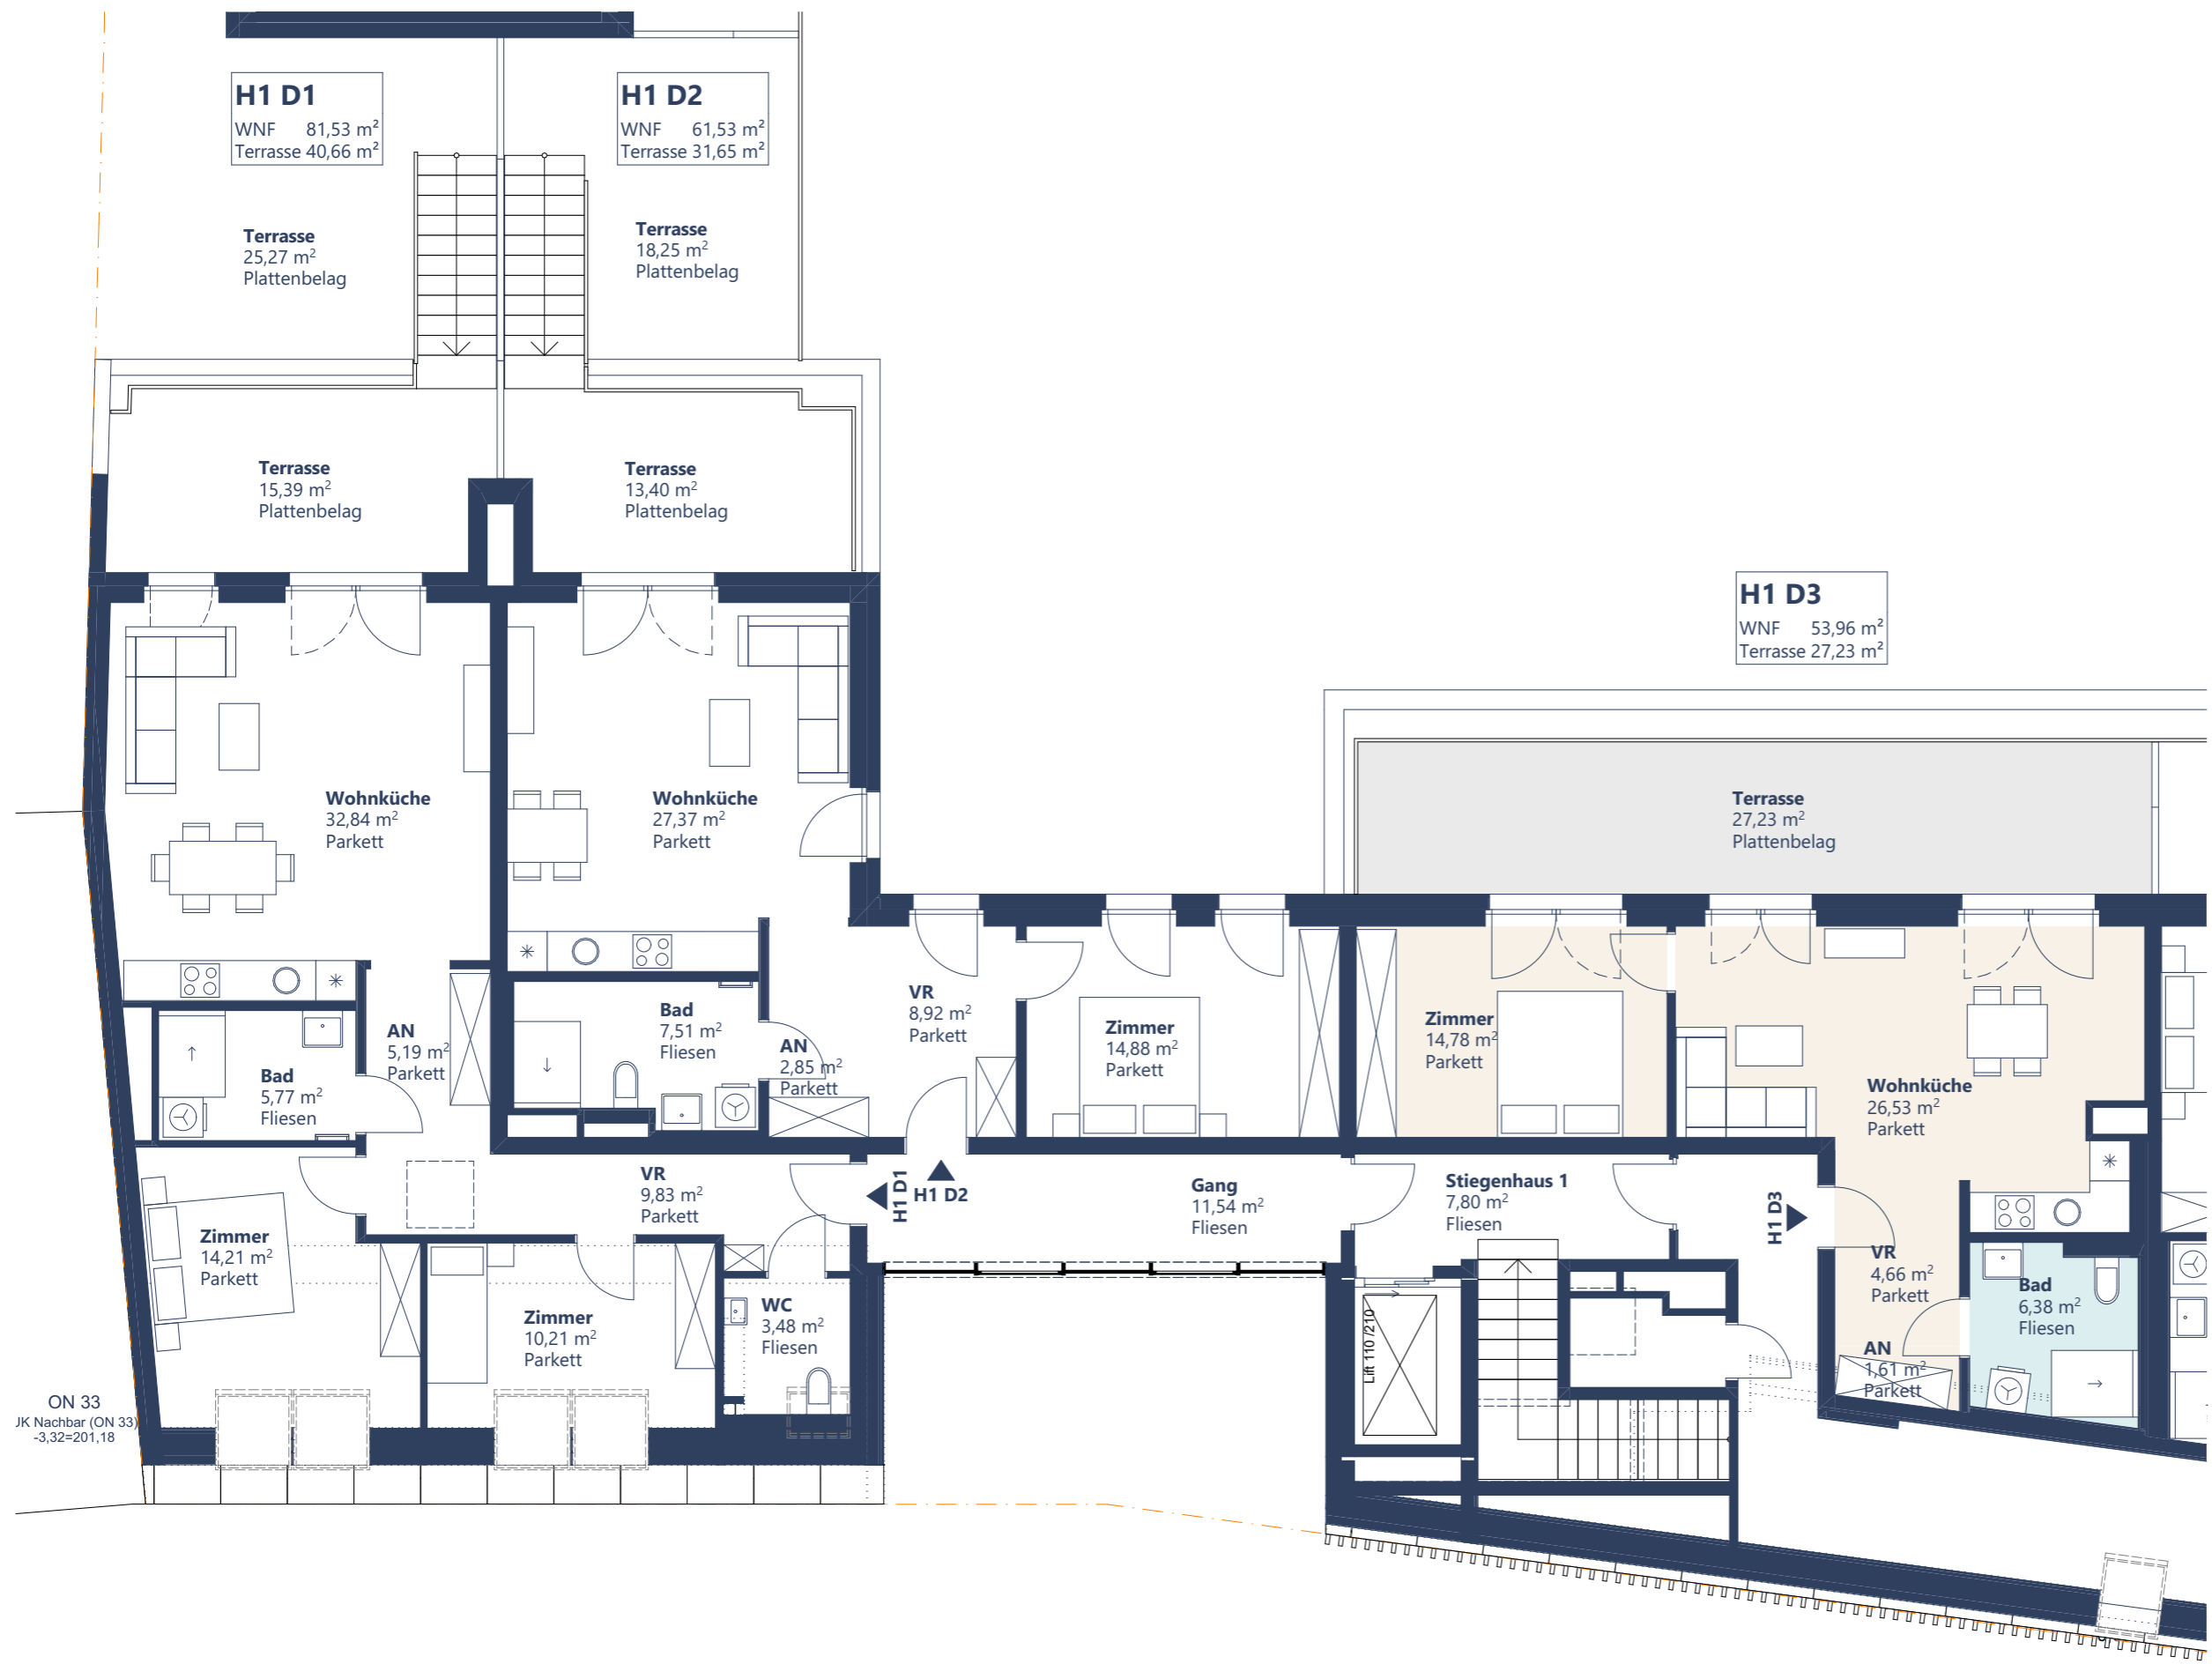 H1 D1
WNF 81,53 m²
Terrasse 40,66 m²
H1 D2
WNF 61,53 m²
Terrasse 31,65 m²
Terrasse
25,27 m²
Plattenbelag
Terrasse
18,25 m²
Plattenbelag
Terrasse
15,39 m²
Plattenbelag
Terrasse
13,40 m²
Plattenbelag
H1 D3
WNF 53,96 m²
Terrasse 27,23 m²
Wohnküche
32,84 m²
Parkett
Wohnküche
27,37 m²
Parkett
Terrasse
27,23 m²
Plattenbelag
AN
5,19 m²
Parkett
Bad
7,51 m²
Fliesen
AN
2,85 m²
Parkett
VR
8,92 m²
Parkett
Zimmer
14,88 m²
Parkett
Zimmer
14,78 m²
Parkett
Wohnküche
26,53 m²
Parkett
Bad
5,77 m²
Fliesen
VR
9,83 m²
Parkett
H1 D1
H1 D2
Gang
11,54 m²
Fliesen
Stiegenhaus 1
7,80 m²
Fliesen
H1 D3
VR
4,66 m²
Parkett
Bad
6,38 m²
Fliesen
Zimmer
14,21 m²
Parkett
Zimmer
10,21 m²
Parkett
WC
3,48 m²
Fliesen
Lift 110 /210
AN
1,61 m²
Parkett
ON 33
JK Nachbar (ON 33)
-3,32=201,18